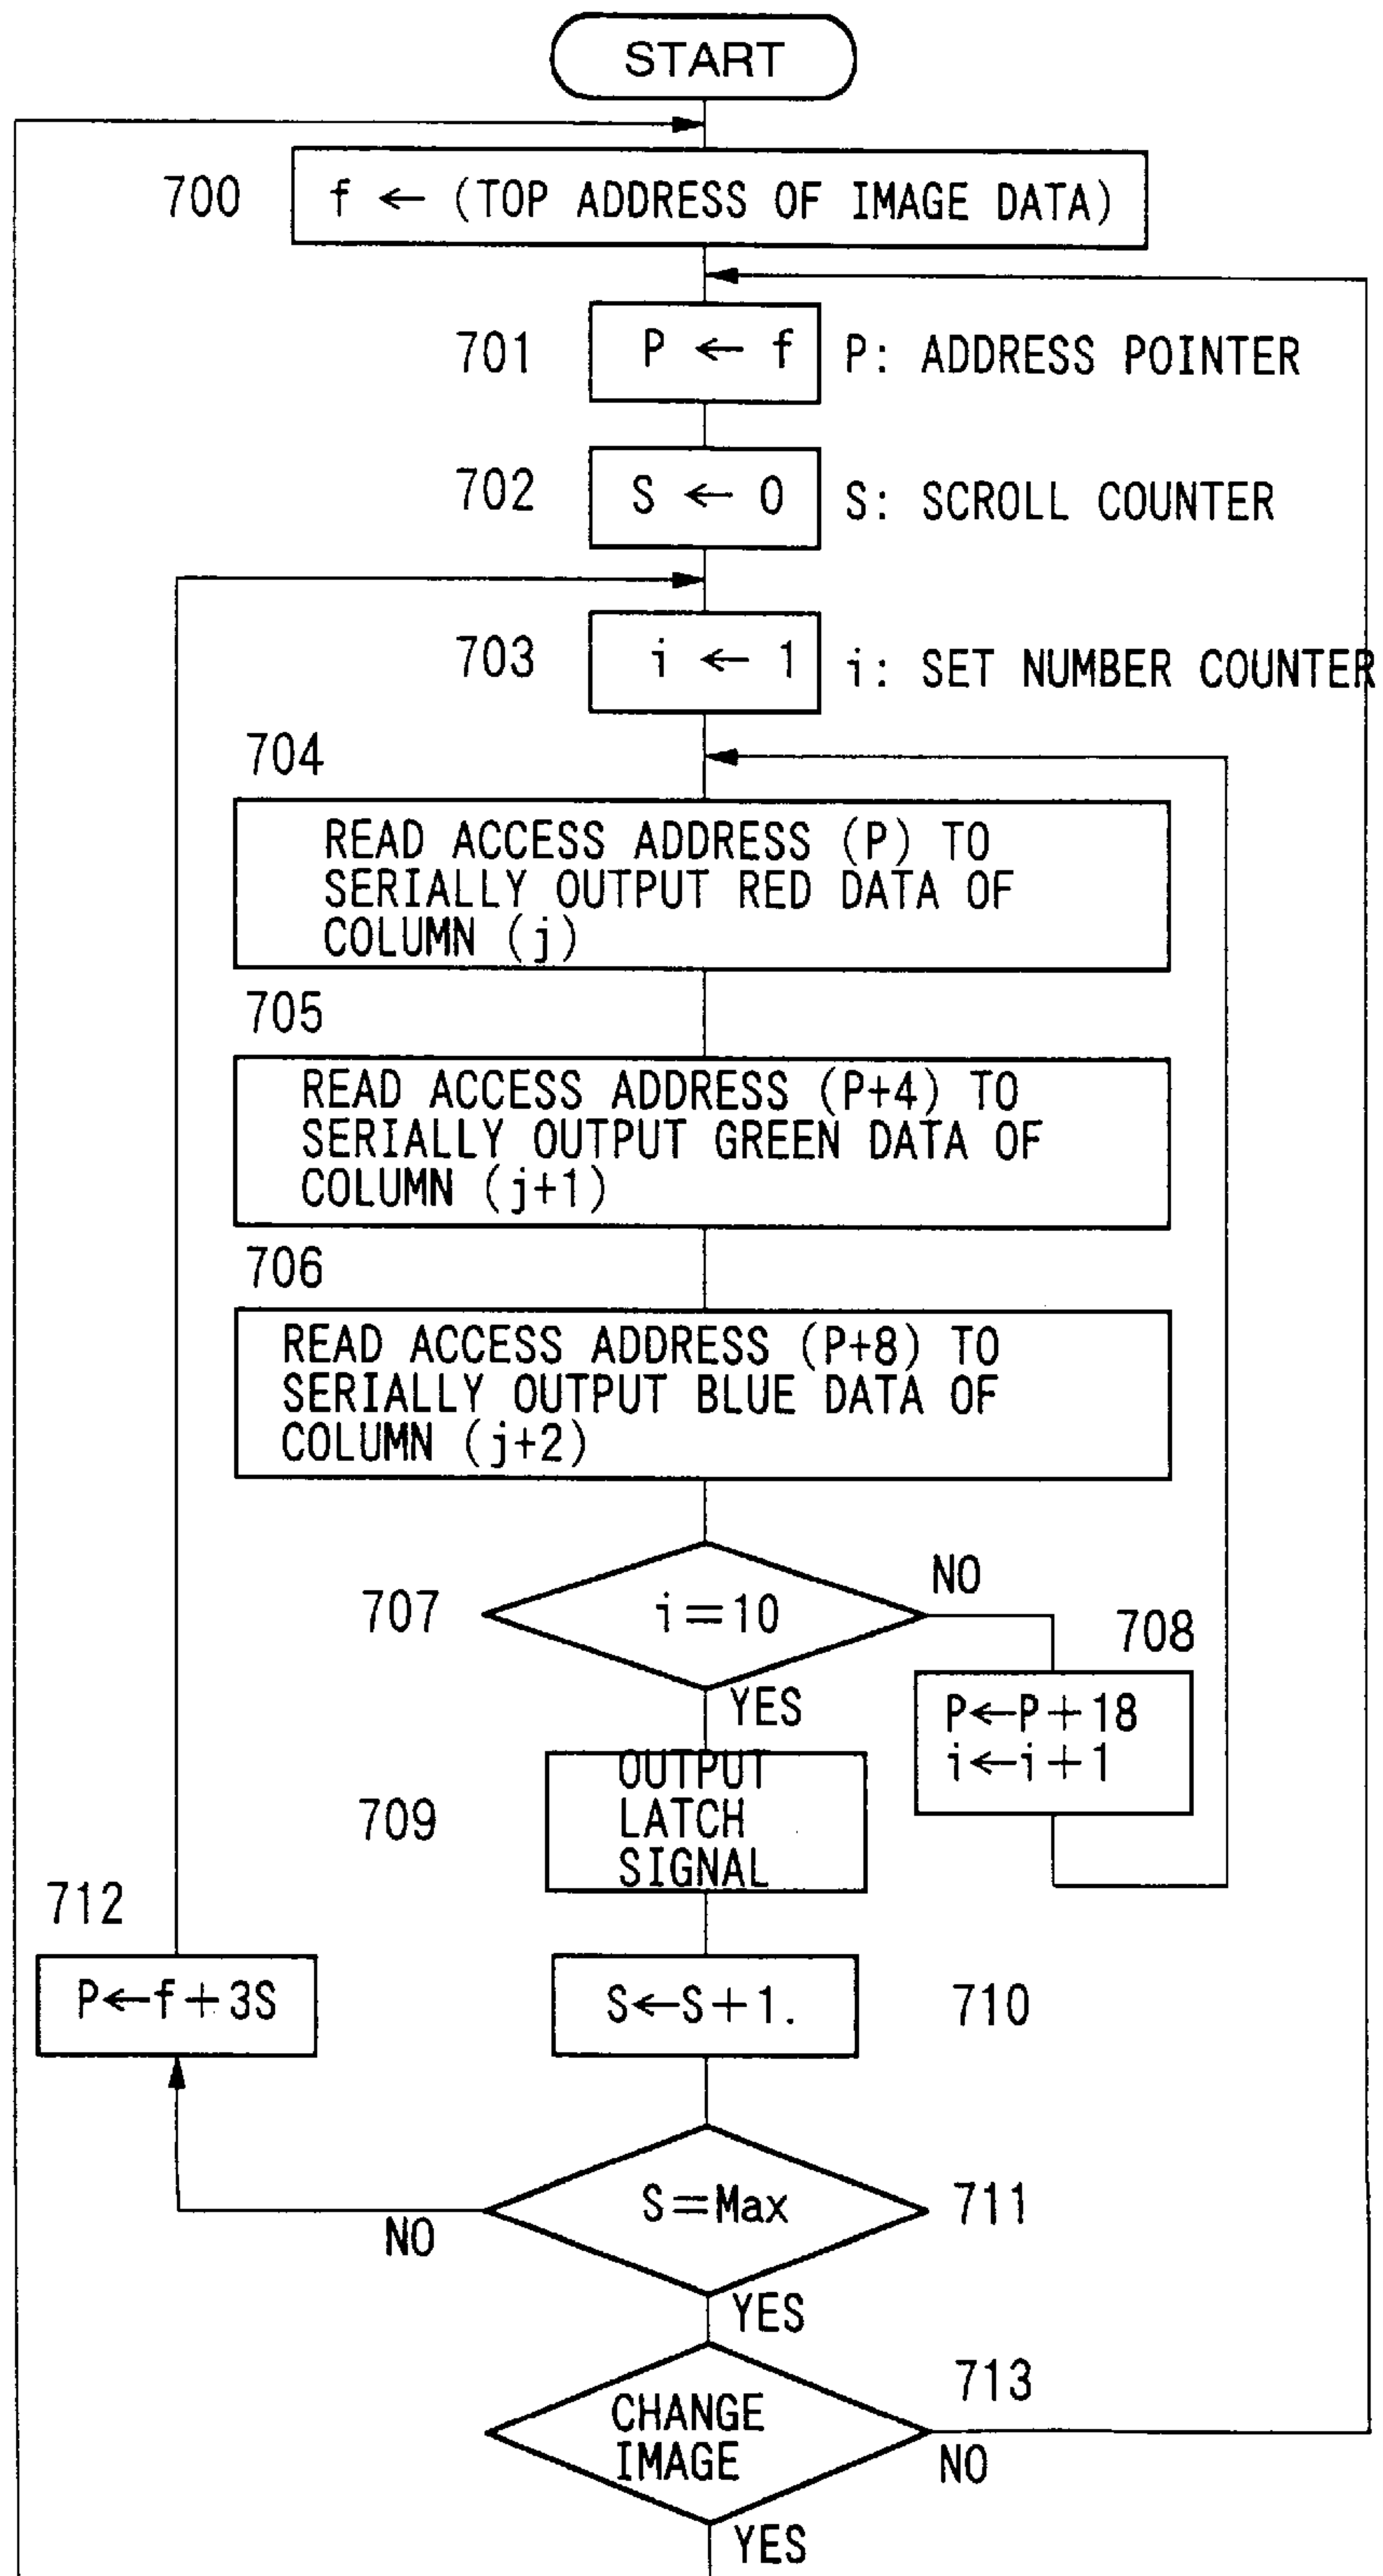 START
700
f ← (TOP ADDRESS OF IMAGE DATA)
701
P ← f
P: ADDRESS POINTER
702
S ← 0
S: SCROLL COUNTER
703
i ← 1
i: SET NUMBER COUNTER
704
READ ACCESS ADDRESS (P) TO
SERIALLY OUTPUT RED DATA OF
COLUMN (j)
705
READ ACCESS ADDRESS (P+4) TO
SERIALLY OUTPUT GREEN DATA OF
COLUMN (j+1)
706
READ ACCESS ADDRESS (P+8) TO
SERIALLY OUTPUT BLUE DATA OF
COLUMN (j+2)
707
i=10
NO
708
YES
P←P+18
i←i+1
709
OUTPUT
LATCH
SIGNAL
712
P←f+3S
S←S+1.
710
S=Max
711
NO
YES
713
CHANGE
IMAGE
NO
YES